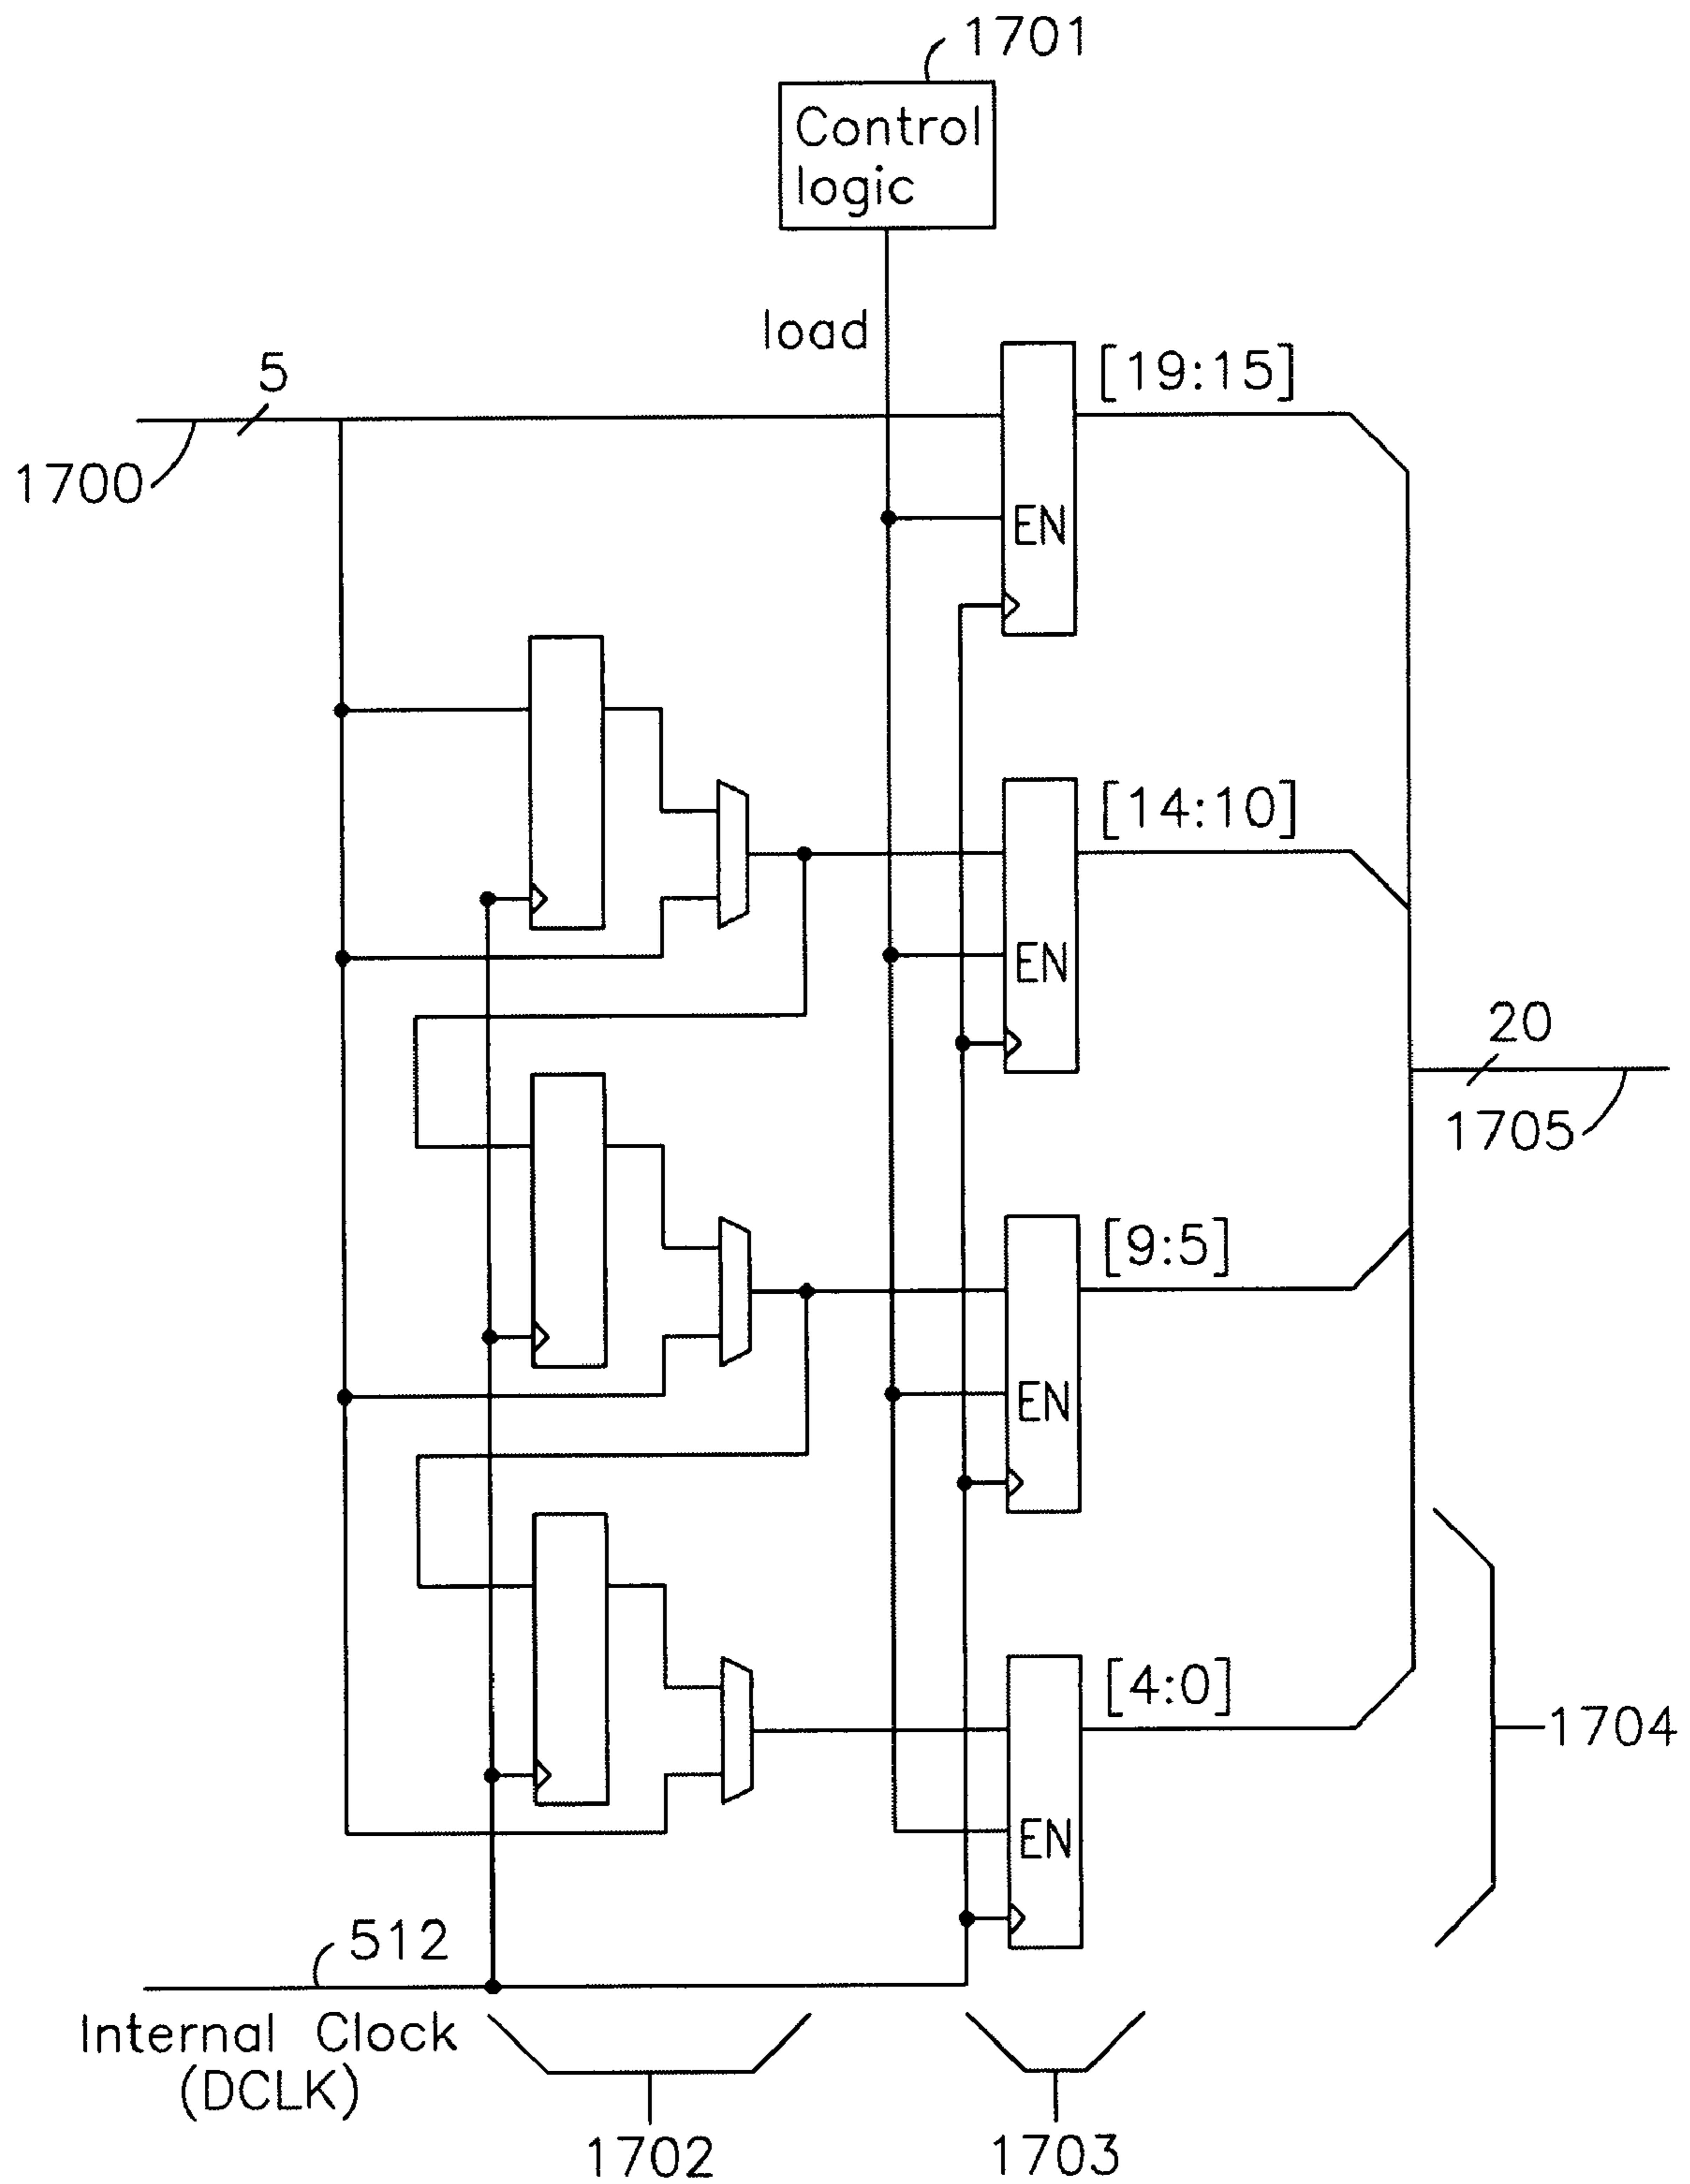 1701
Control
logic
load
5
[19:15]
1700
EN
[14:10]
EN
20
1705
[9:5]
EN
[4:0]
1704
EN
512
Internal Clock
(DCLK)
1702
1703